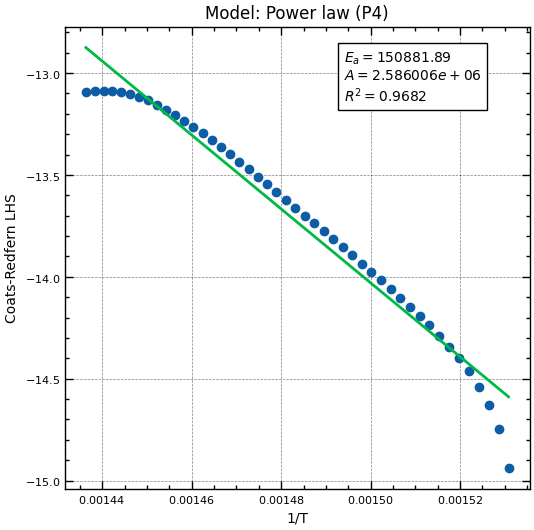 Model: Power law (P4)
E_a = 150881.89
A = 2.586006e + 06
R² = 0.9682
Coats-Redfern LHS
−13.0
−13.5
−14.0
−14.5
−15.0
0.00144 0.00146 0.00148 0.00150 0.00152
1/T